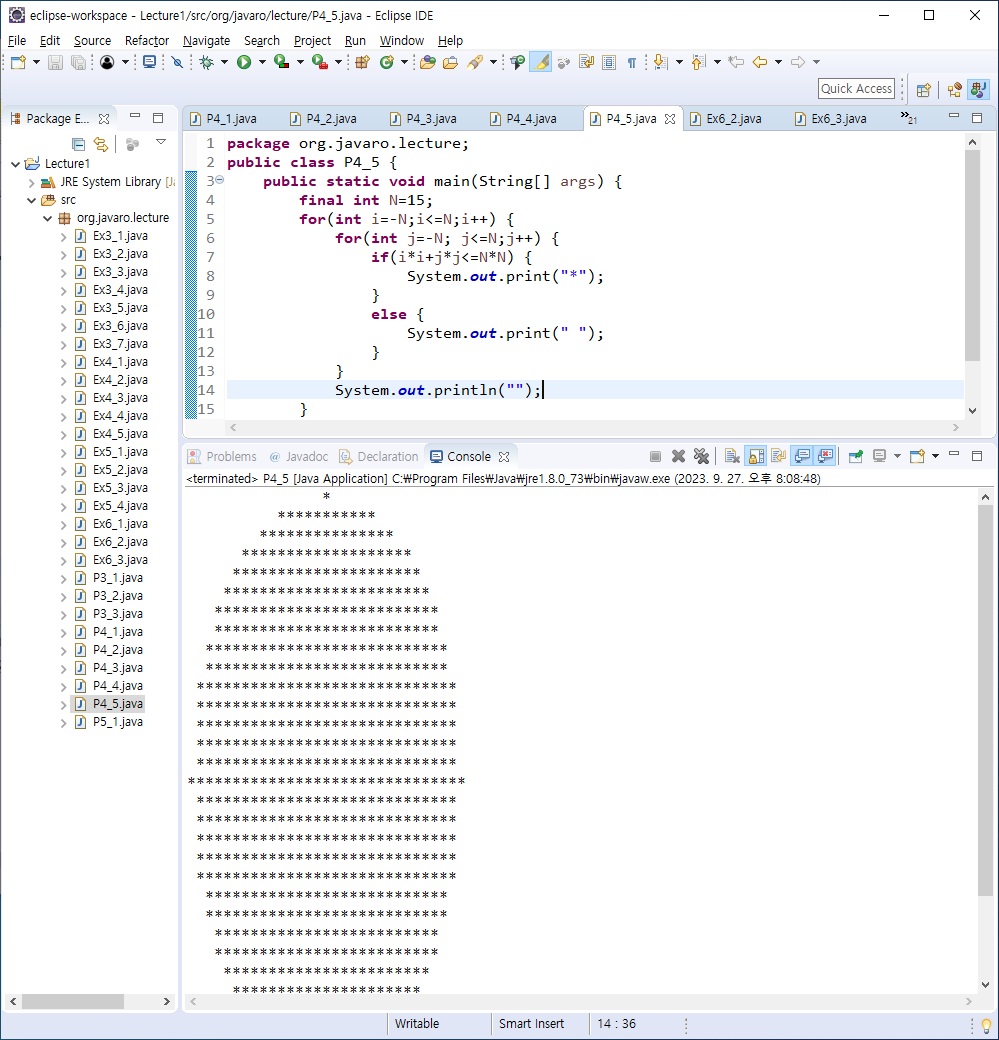 eclipse-workspace - Lecture1/src/org/javaro/lecture/P4_5.java - Eclipse IDE
File Edit Source Refactor Navigate Search Project Run Window Help
Quick Access
Package E...
Lecture1
JRE System Library [J
src
org.javaro.lecture
Ex3_1.java
Ex3_2.java
Ex3_3.java
Ex3_4.java
Ex3_5.java
Ex3_6.java
Ex3_7.java
Ex4_1.java
Ex4_2.java
Ex4_3.java
Ex4_4.java
Ex4_5.java
Ex5_1.java
Ex5_2.java
Ex5_3.java
Ex5_4.java
Ex6_1.java
Ex6_2.java
Ex6_3.java
P3_1.java
P3_2.java
P3_3.java
P4_1.java
P4_2.java
P4_3.java
P4_4.java
P4_5.java
P5_1.java
P4_1.java P4_2.java P4_3.java P4_4.java P4_5.java Ex6_2.java Ex6_3.java »21
1 package org.javaro.lecture;
2 public class P4_5 {
3     public static void main(String[] args) {
4         final int N=15;
5         for(int i=-N;i<=N;i++) {
6             for(int j=-N; j<=N;j++) {
7                 if(i*i+j*j<=N*N) {
8                     System.out.print("*");
9                 }
10                 else {
11                     System.out.print(" ");
12                 }
13             }
14             System.out.println("");
15         }
Problems @ Javadoc Declaration Console
<terminated> P4_5 [Java Application] C:₩Program Files₩Java₩jre1.8.0_73₩bin₩javaw.exe (2023. 9. 27. 오후 8:08:48)
               *
          ***********
        ***************
      *******************
     *********************
    ***********************
   *************************
   *************************
  ***************************
  ***************************
 *****************************
 *****************************
 *****************************
 *****************************
 *****************************
*******************************
 *****************************
 *****************************
 *****************************
 *****************************
 *****************************
  ***************************
  ***************************
   *************************
   *************************
    ***********************
     *********************
Writable Smart Insert 14 : 36